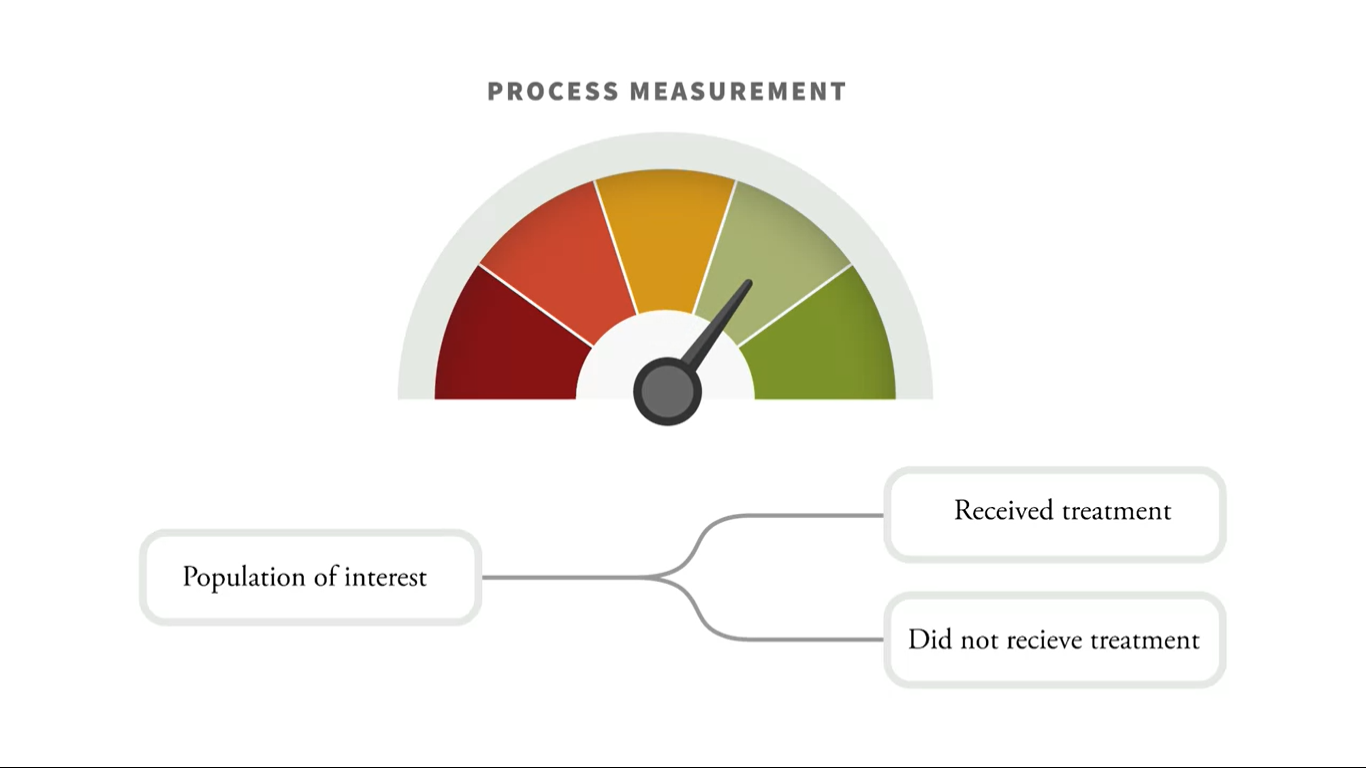 PROCESS MEASUREMENT
Received treatment
Population of interest
Did not recieve treatment